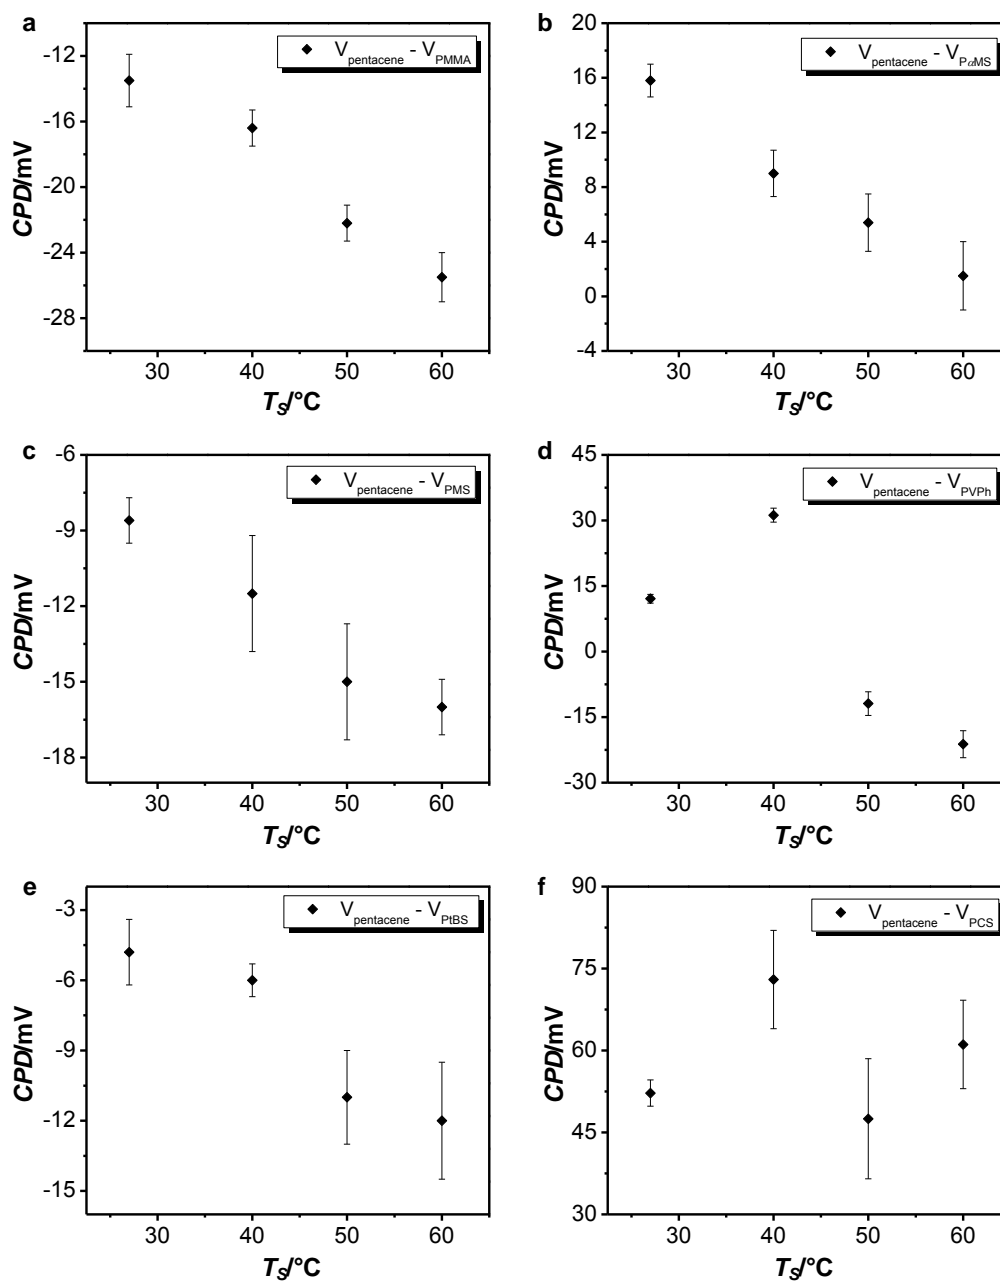 a
V_pentacene - V_PMMA
-12
-16
-20
-24
-28
CPD/mV
30 40 50 60
T_S/°C
b
V_pentacene - V_PαMS
20
16
12
8
4
0
-4
CPD/mV
30 40 50 60
T_S/°C
c
V_pentacene - V_PMS
-6
-9
-12
-15
-18
CPD/mV
30 40 50 60
T_S/°C
d
V_pentacene - V_PVPh
45
30
15
0
-15
-30
CPD/mV
30 40 50 60
T_S/°C
e
V_pentacene - V_PtBS
-3
-6
-9
-12
-15
CPD/mV
30 40 50 60
T_S/°C
f
V_pentacene - V_PCS
90
75
60
45
30
CPD/mV
30 40 50 60
T_S/°C